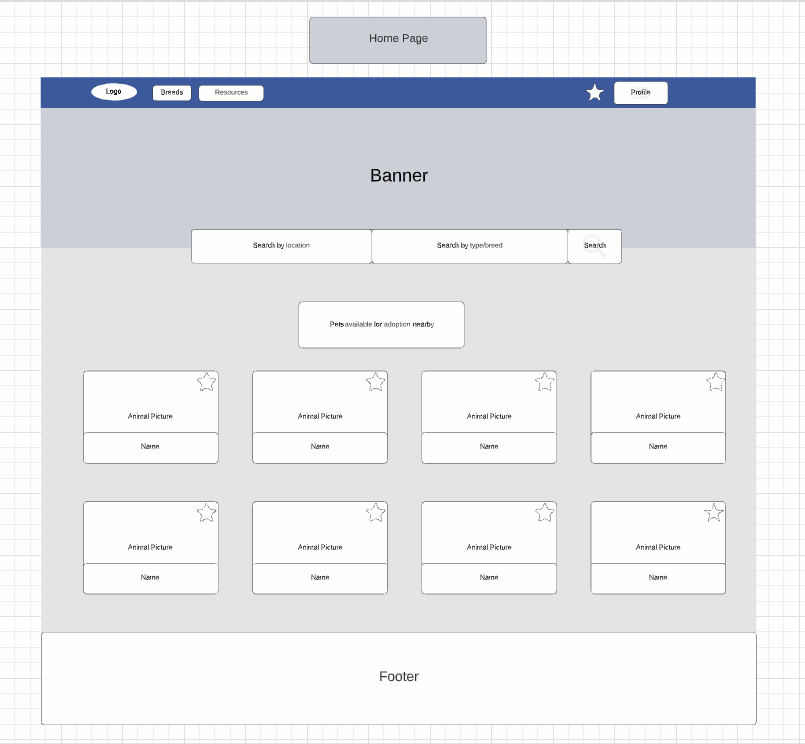 Home Page
Logo Breeds Resources Profile
Banner
Search by location Search by type/breed Search
Pets available for adoption nearby
Animal Picture Animal Picture Animal Picture Animal Picture
Name Name Name Name
Animal Picture Animal Picture Animal Picture Animal Picture
Name Name Name Name
Footer